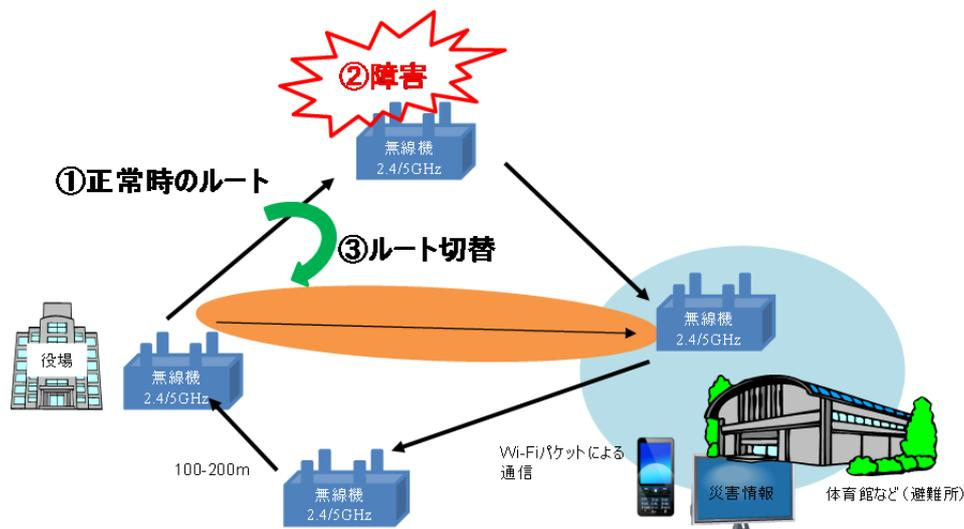 ②障害
無線機
2.4/5GHz
①正常時のルート
③ルート切替
無線機
2.4/5GHz
役場
無線機
2.4/5GHz
100-200m
無線機
2.4/5GHz
Wi-Fiパケットによる
通信
災害情報
体育館など(避難所)